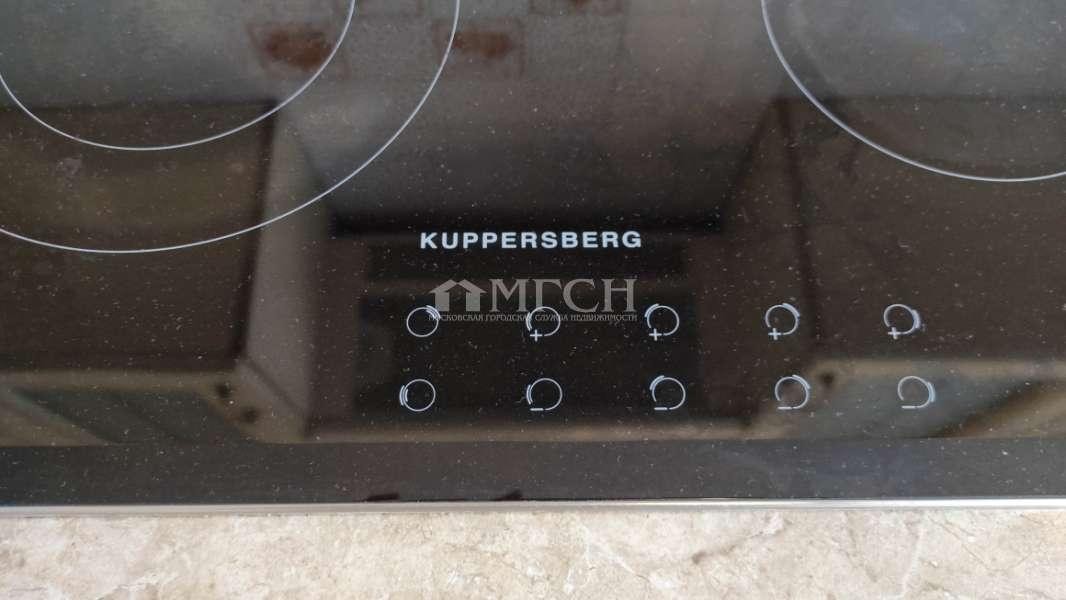 KUPPERSBERG
МГСН
МОСКОВСКАЯ ГОРОДСКАЯ СЛУЖБА НЕДВИЖИМОСТИ